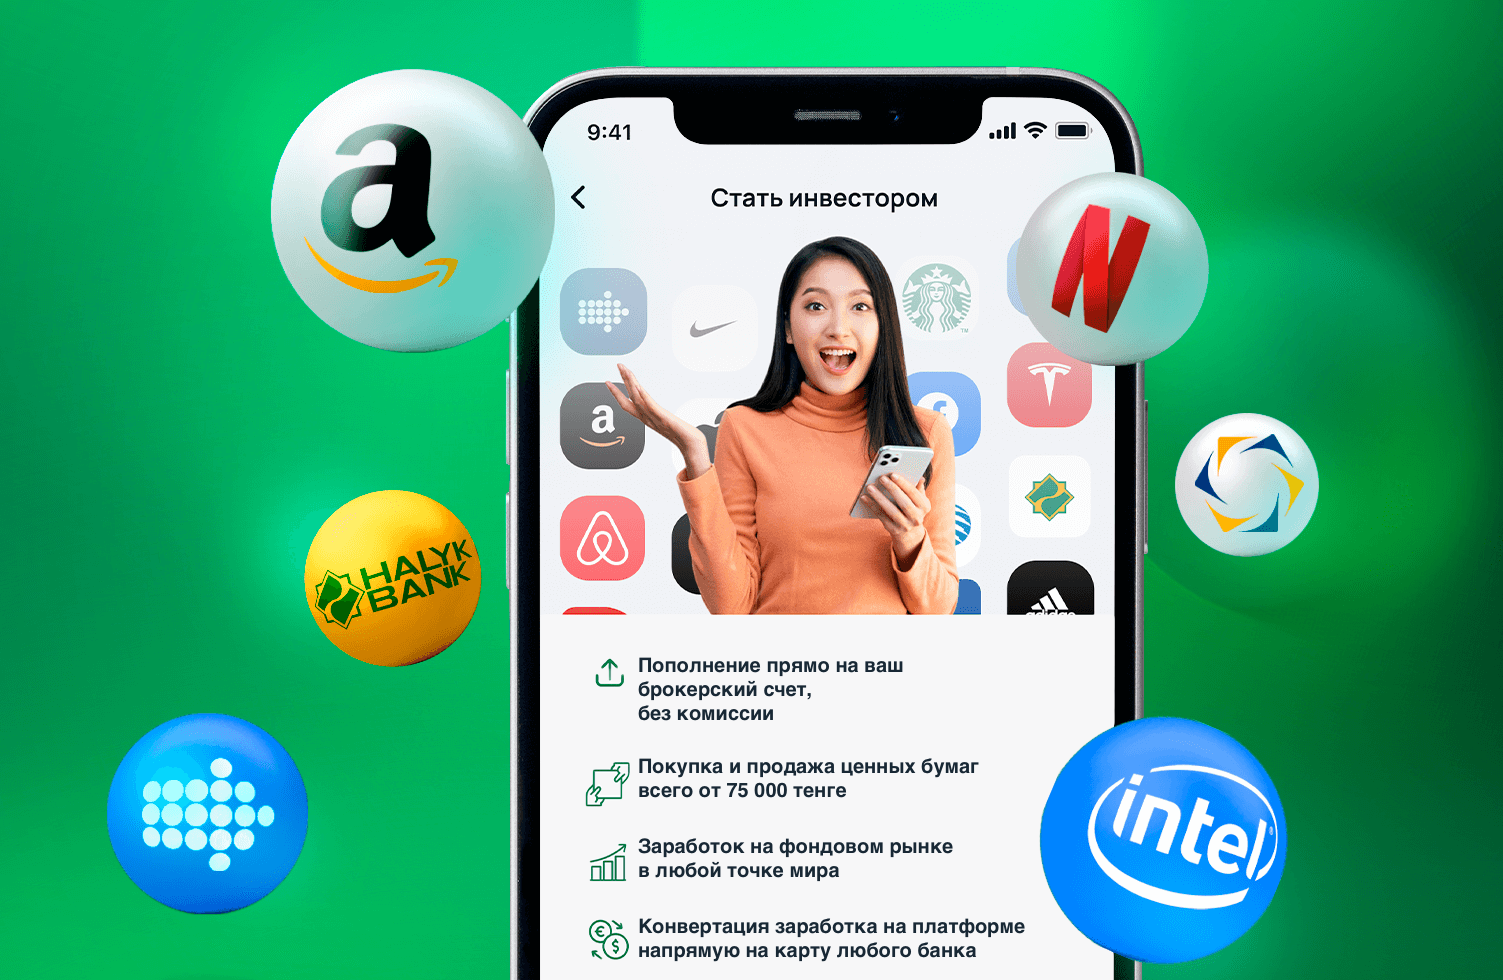 9:41
Стать инвестором
a
N
a
f
HALYK
BANK
adidas
Пополнение прямо на ваш
брокерский счет,
без комиссии
Покупка и продажа ценных бумаг
всего от 75 000 тенге
Заработок на фондовом рынке
в любой точке мира
intel
Конвертация заработка на платформе
напрямую на карту любого банка
€
$